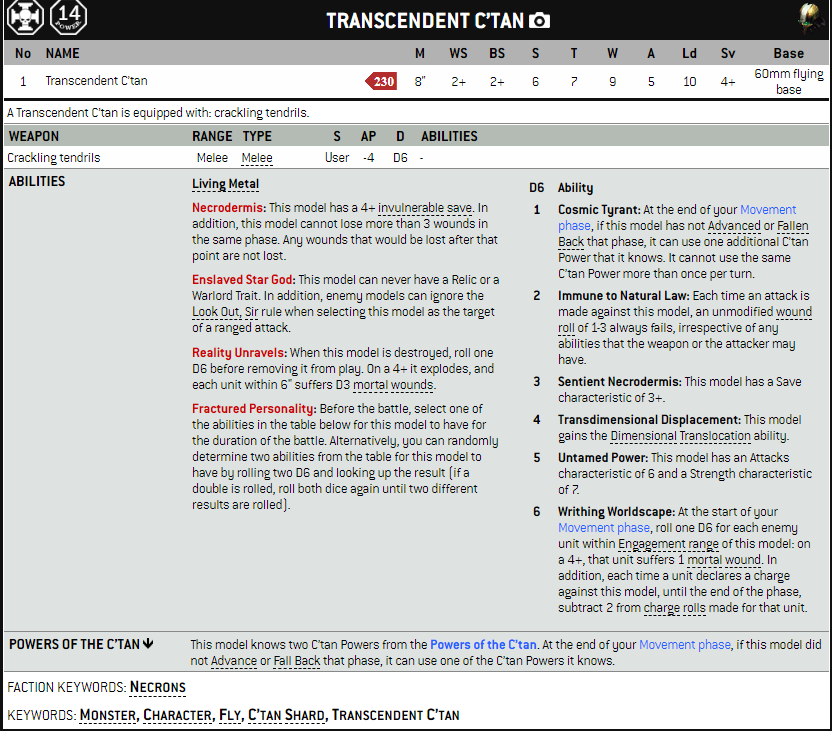 14
POWER
TRANSCENDENT C'TAN
No NAME M WS BS S T W A Ld Sv Base
1 Transcendent C'tan 230 8" 2+ 2+ 6 7 9 5 10 4+ 60mm flying
base
A Transcendent C'tan is equipped with: crackling tendrils.
WEAPON RANGE TYPE S AP D ABILITIES
Crackling tendrils Melee Melee User -4 D6 -
ABILITIES
Living Metal
Necrodermis: This model has a 4+ invulnerable save. In
addition, this model cannot lose more than 3 wounds in
the same phase. Any wounds that would be lost after that
point are not lost.
Enslaved Star God: This model can never have a Relic or a
Warlord Trait. In addition, enemy models can ignore the
Look Out, Sir rule when selecting this model as the target
of a ranged attack.
Reality Unravels: When this model is destroyed, roll one
D6 before removing it from play. On a 4+ it explodes, and
each unit within 6" suffers D3 mortal wounds.
Fractured Personality: Before the battle, select one of
the abilities in the table below for this model to have for
the duration of the battle. Alternatively, you can randomly
determine two abilities from the table for this model to
have by rolling two D6 and looking up the result (if a
double is rolled, roll both dice again until two different
results are rolled).
D6 Ability
1 Cosmic Tyrant: At the end of your Movement
phase, if this model has not Advanced or Fallen
Back that phase, it can use one additional C'tan
Power that it knows. It cannot use the same
C'tan Power more than once per turn.
2 Immune to Natural Law: Each time an attack is
made against this model, an unmodified wound
roll of 1-3 always fails, irrespective of any
abilities that the weapon or the attacker may
have.
3 Sentient Necrodermis: This model has a Save
characteristic of 3+.
4 Transdimensional Displacement: This model
gains the Dimensional Translocation ability.
5 Untamed Power: This model has an Attacks
characteristic of 6 and a Strength characteristic
of 7.
6 Writhing Worldscape: At the start of your
Movement phase, roll one D6 for each enemy
unit within Engagement range of this model: on
a 4+, that unit suffers 1 mortal wound. In
addition, each time a unit declares a charge
against this model, until the end of the phase,
subtract 2 from charge rolls made for that unit.
POWERS OF THE C'TAN
This model knows two C'tan Powers from the Powers of the C'tan. At the end of your Movement phase, if this model did
not Advance or Fall Back that phase, it can use one of the C'tan Powers it knows.
FACTION KEYWORDS: NECRONS
KEYWORDS: MONSTER, CHARACTER, FLY, C'TAN SHARD, TRANSCENDENT C'TAN